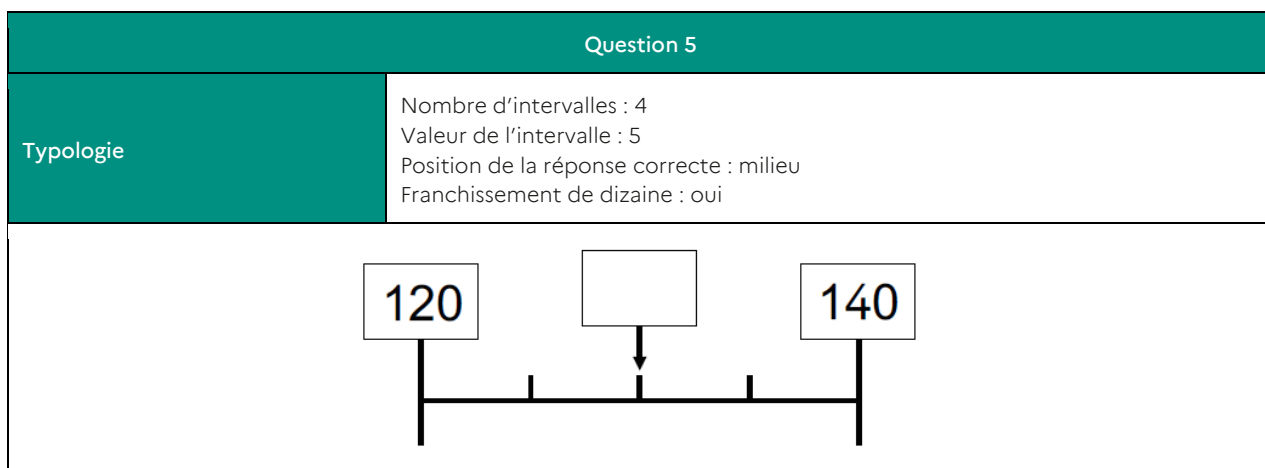 Question 5
Typologie
Nombre d’intervalles : 4
Valeur de l’intervalle : 5
Position de la réponse correcte : milieu
Franchissement de dizaine : oui
120
140